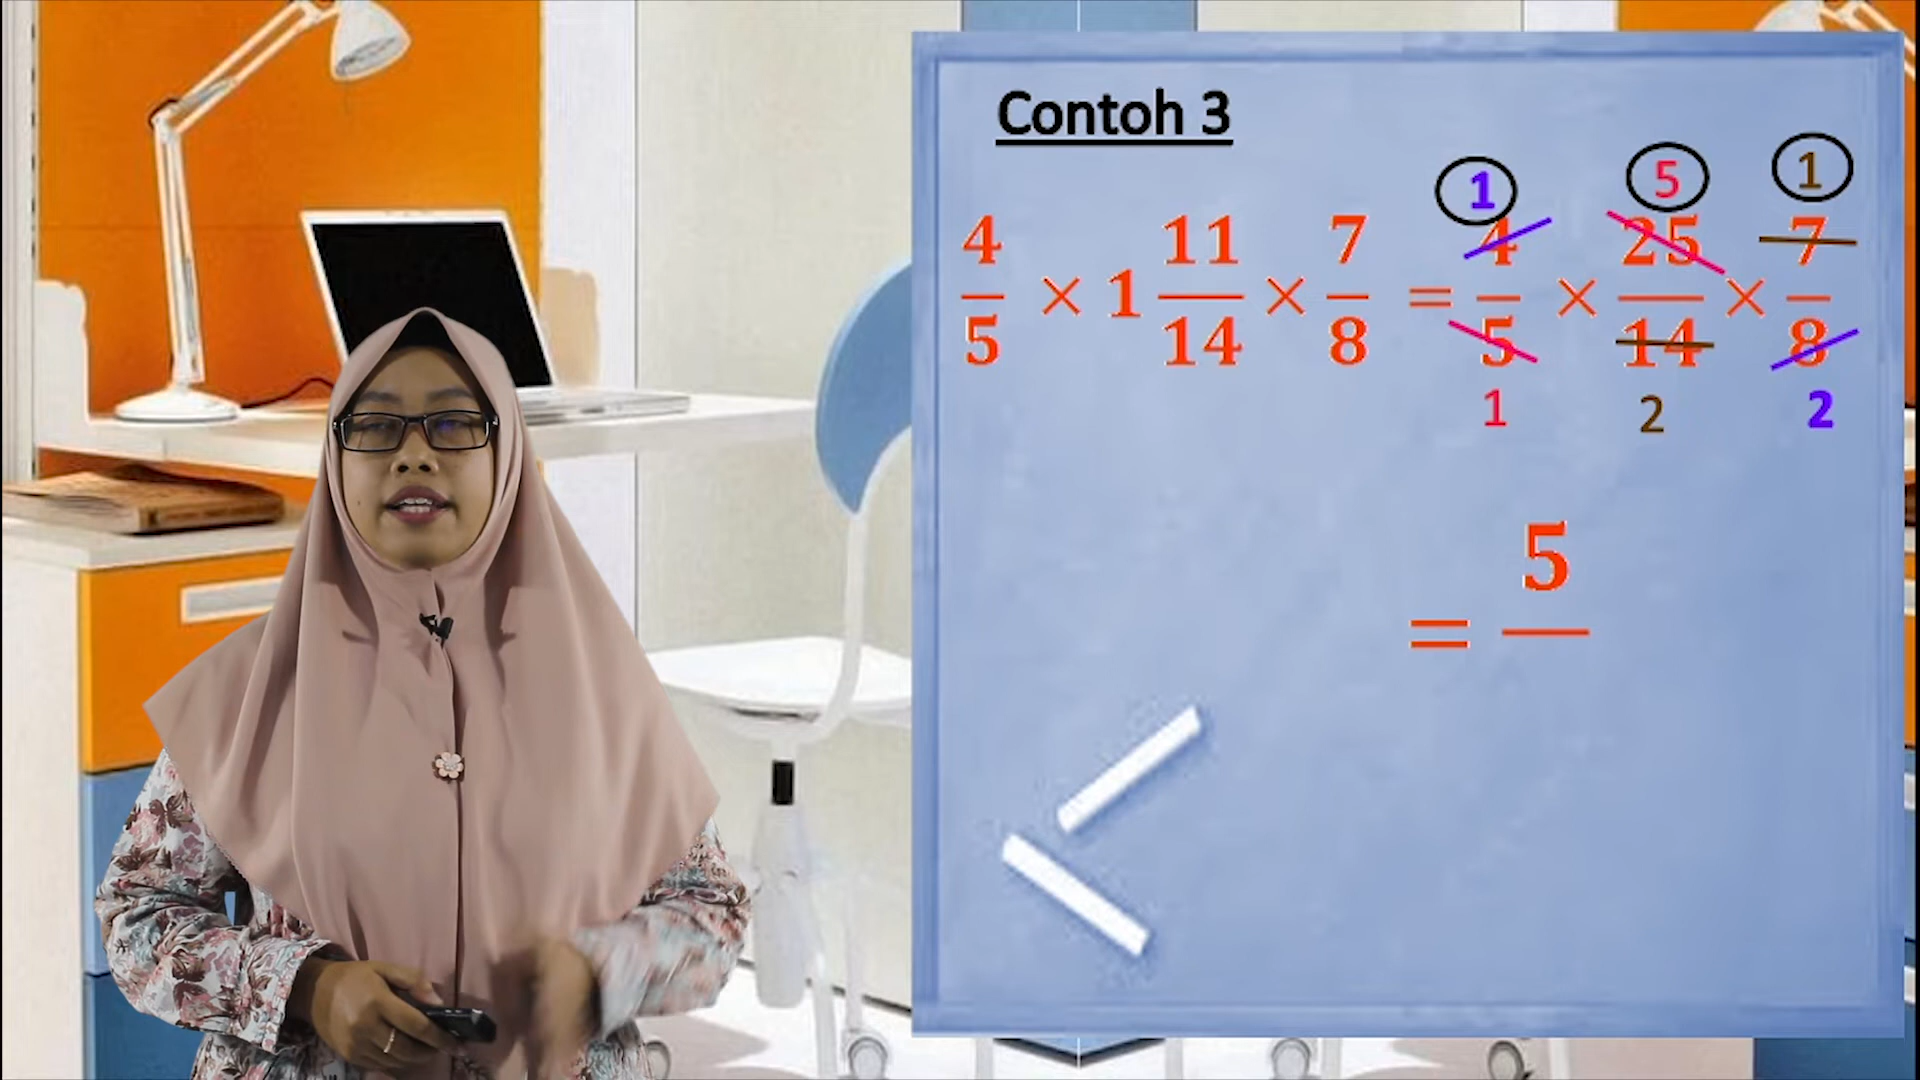 Contoh 3
4/5 × 1 11/14 × 7/8 = 4/5 × 25/14 × 7/8
1 5 1
1 2 2
= 5/